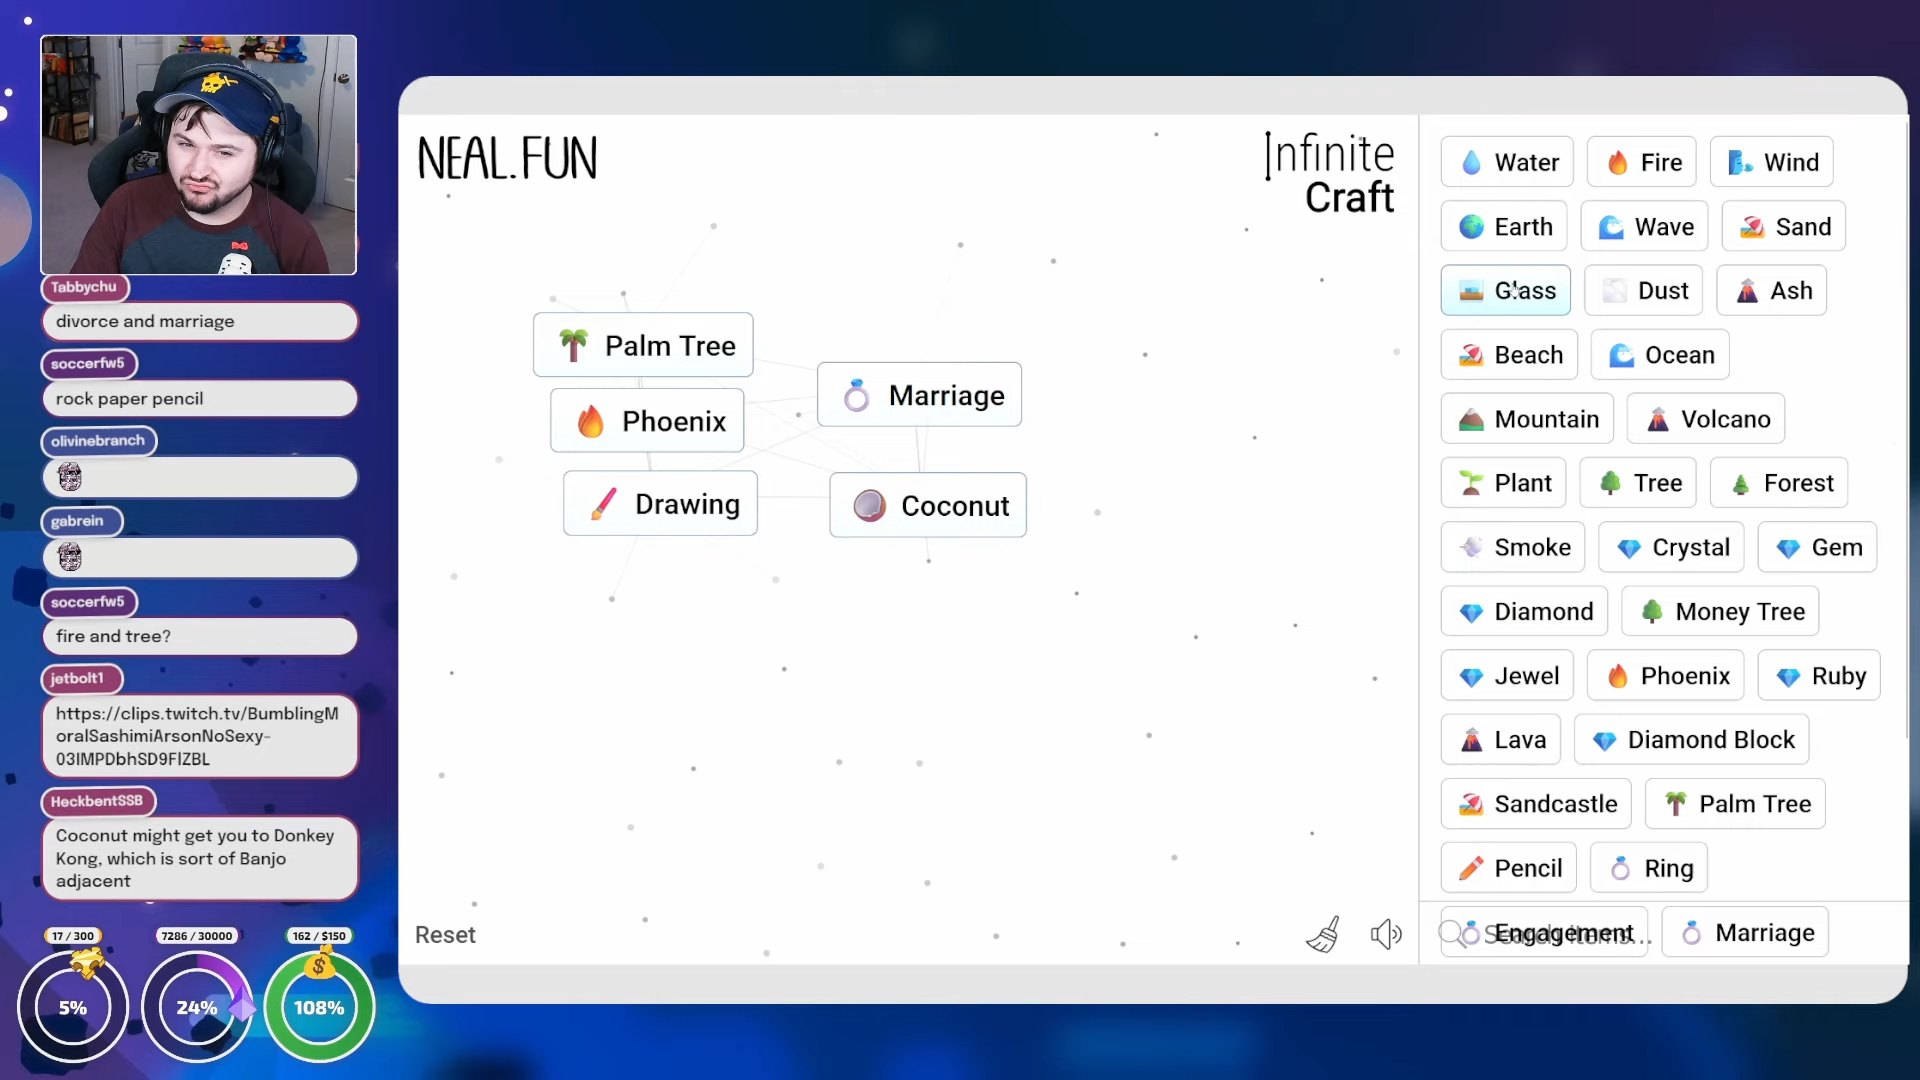 Tabbychu
divorce and marriage
soccerfw5
rock paper pencil
olivinebranch
gabrein
soccerfw5
fire and tree?
jetbolt1
https://clips.twitch.tv/BumblingM
oralSashimiArsonNoSexy-
03IMPDbhSD9FlZBL
HeckbentSSB
Coconut might get you to Donkey
Kong, which is sort of Banjo
adjacent
17 / 300
7286 / 30000
162 / $150
5%
24%
108%
NEAL.FUN
Infinite
Craft
Palm Tree
Marriage
Phoenix
Drawing
Coconut
Reset
Water Fire Wind
Earth Wave Sand
Glass Dust Ash
Beach Ocean
Mountain Volcano
Plant Tree Forest
Smoke Crystal Gem
Diamond Money Tree
Jewel Phoenix Ruby
Lava Diamond Block
Sandcastle Palm Tree
Pencil Ring
Engagement Marriage
Search items...